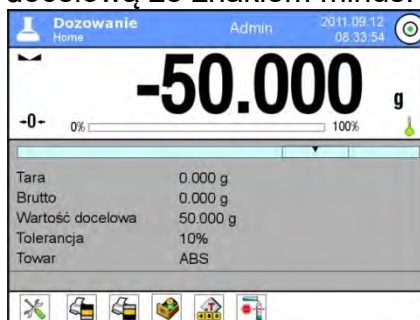 docelową ze znakiem minus.
Dozowanie Admin 2011.09.12
Home 08:33:54
-50.000 g
-0- 0% 100%
Tara 0.000 g
Brutto 0.000 g
Wartość docelowa 50.000 g
Tolerancja 10%
Towar ABS